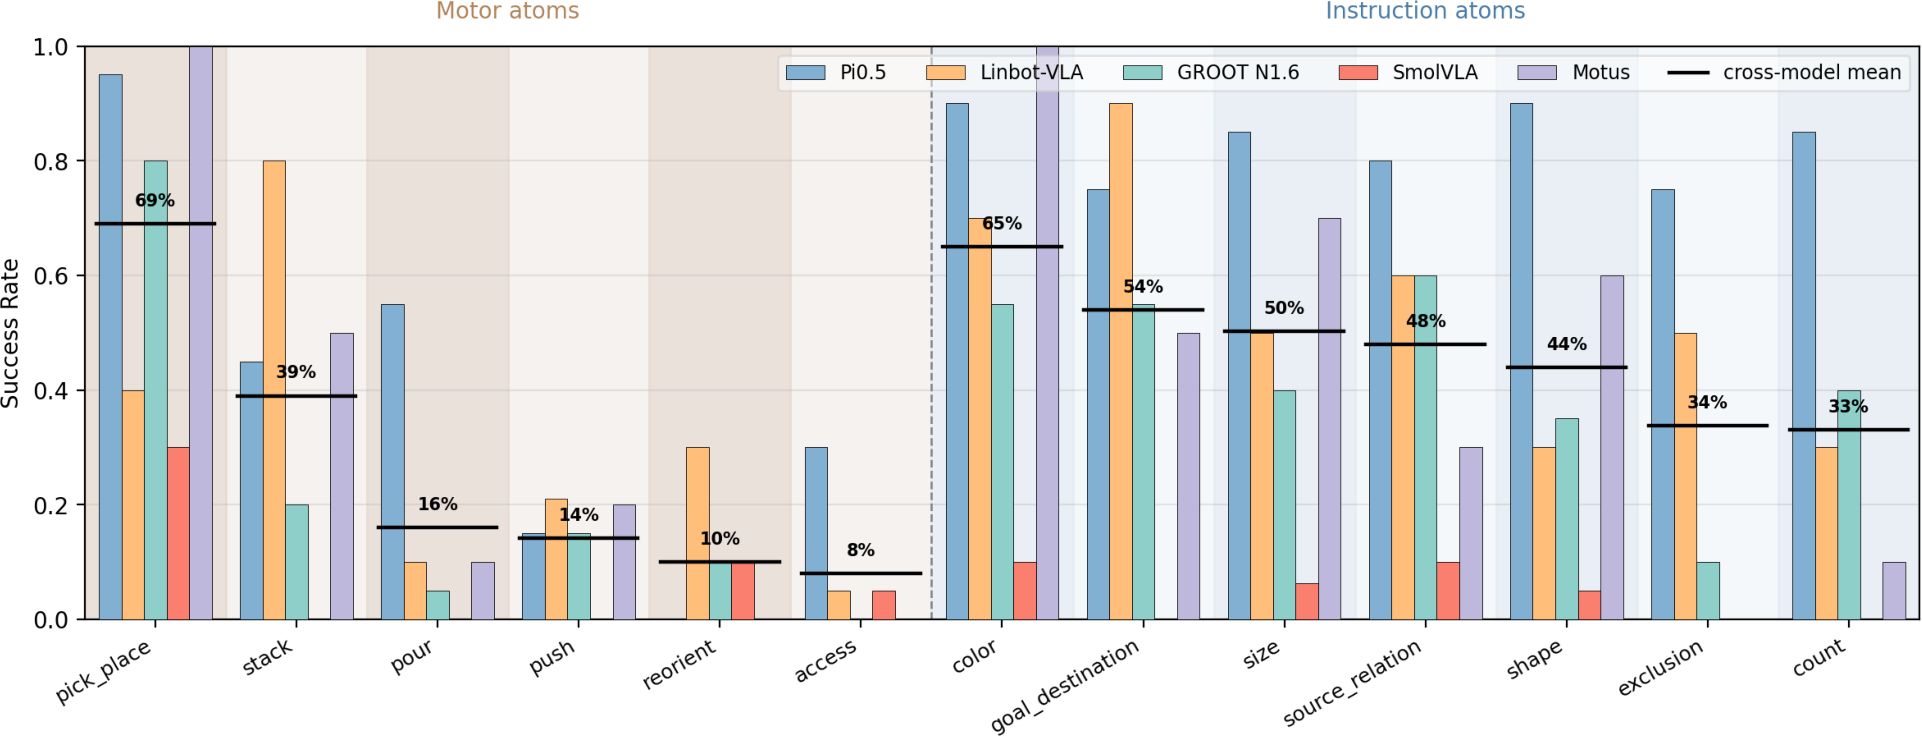 Motor atoms
Instruction atoms
Pi0.5
Linbot-VLA
GROOT N1.6
SmolVLA
Motus
cross-model mean
Success Rate
1.0
0.8
0.6
0.4
0.2
0.0
69%
39%
16%
14%
10%
8%
65%
54%
50%
48%
44%
34%
33%
pick_place
stack
pour
push
reorient
access
color
goal_destination
size
source_relation
shape
exclusion
count